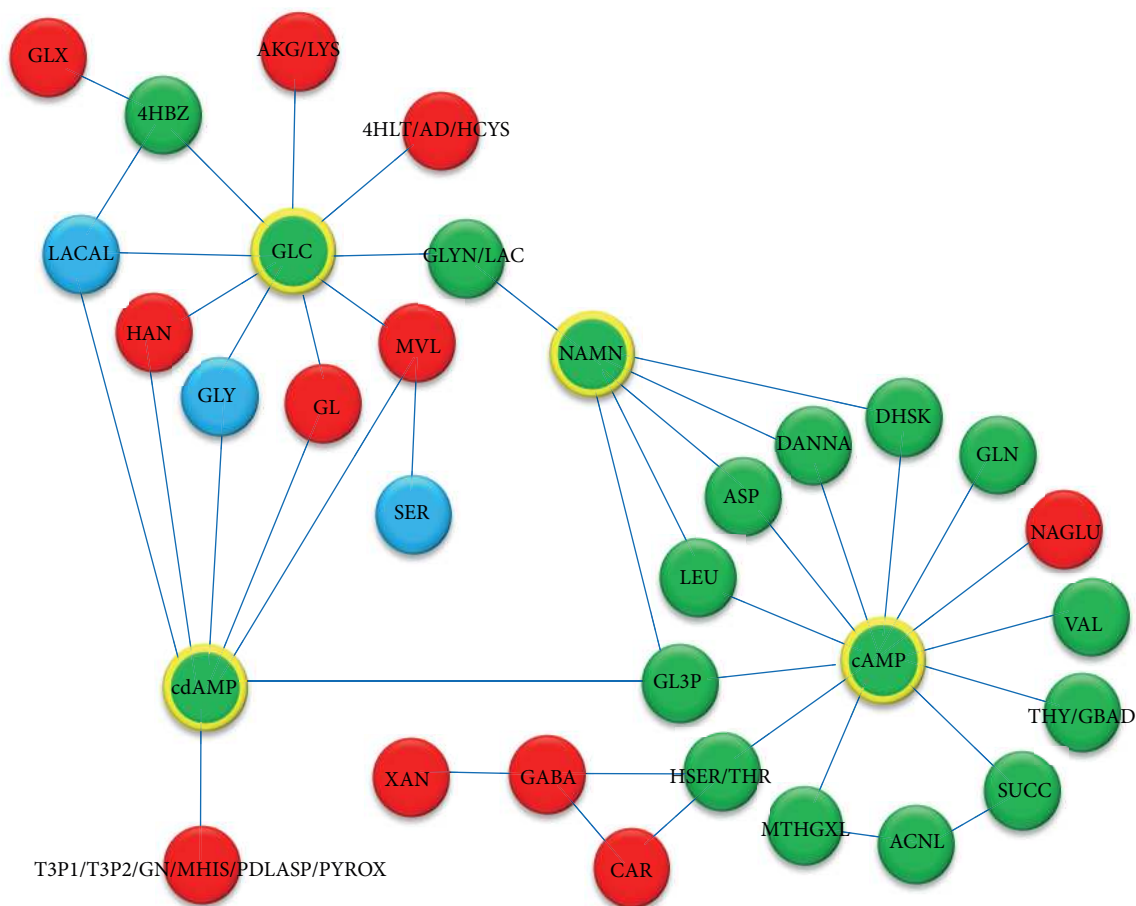 AKG/LYS
GLX
4HBZ
4HLT/AD/HCYS
LACAL
GLC
GLYN/LAC
HAN
MVL
NAMN
GLY
GL
DHSK
DANNA
GLN
ASP
SER
NAGLU
LEU
VAL
cAMP
cdAMP
GL3P
THY/GBAD
XAN
GABA
HSER/THR
SUCC
MTHGXL
ACNL
T3P1/T3P2/GN/MHIS/PDLASP/PYROX
CAR